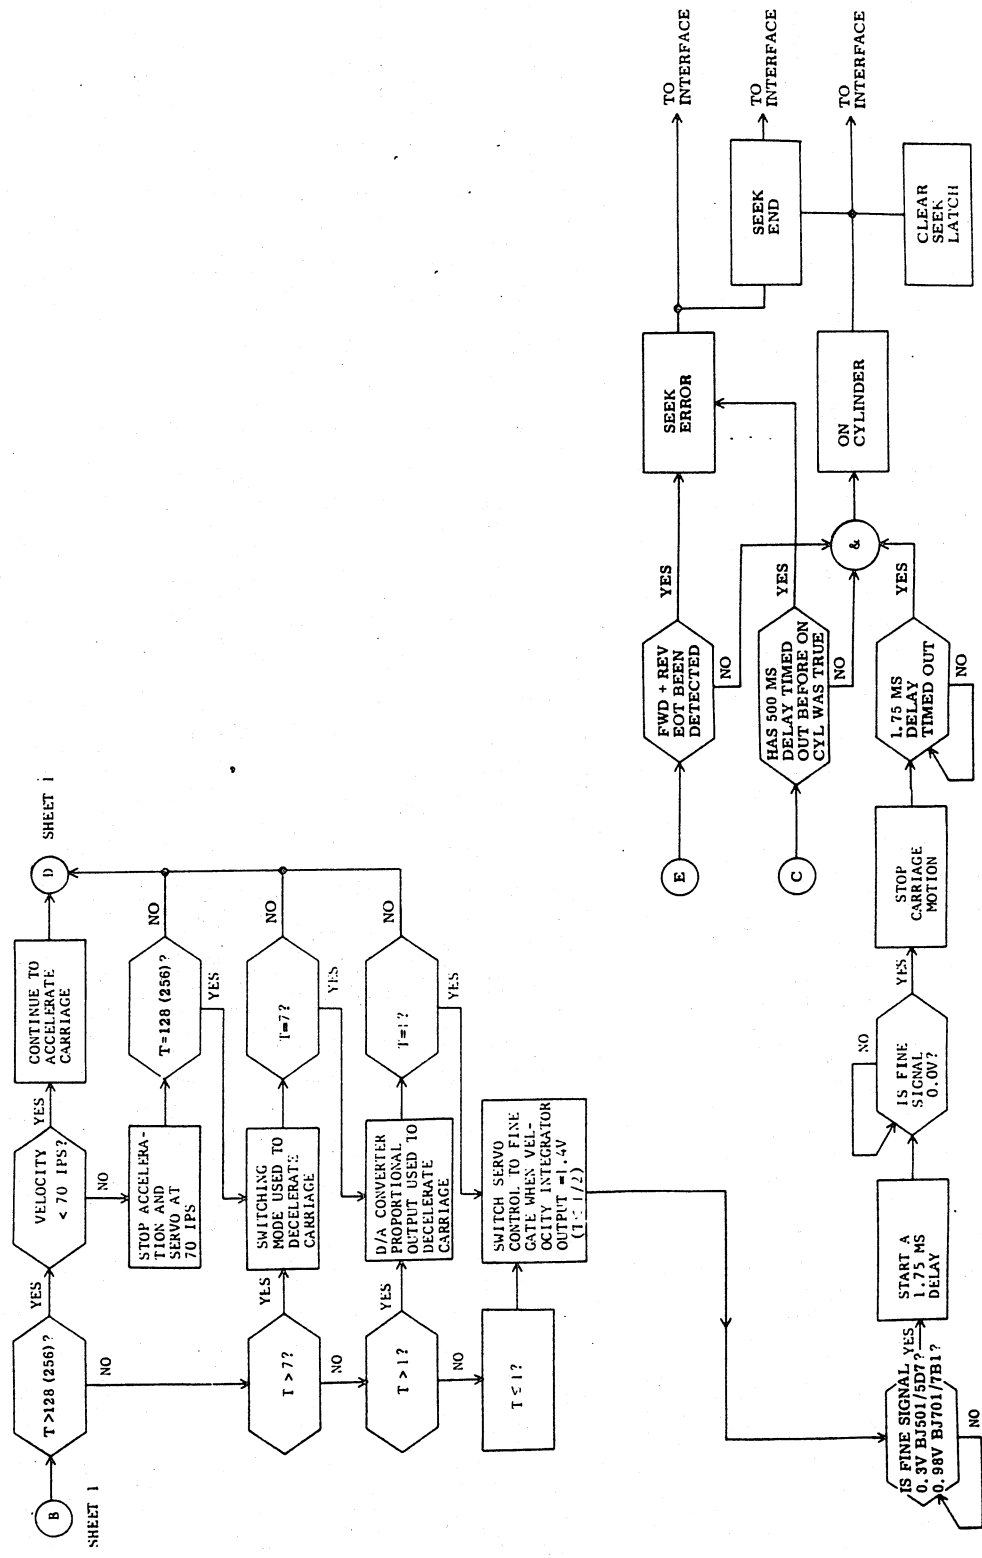 B
SHEET 1
T >128 (256)?
YES
NO
VELOCITY
< 70 IPS?
YES
NO
CONTINUE TO
ACCELERATE
CARRIAGE
D
SHEET 1
STOP ACCELERA-
TION AND
SERVO AT
70 IPS
T=128 (256)?
NO
YES
T > 7?
YES
NO
SWITCHING
MODE USED TO
DECELERATE
CARRIAGE
T=7?
NO
YES
T > 1?
YES
NO
D/A CONVERTER
PROPORTIONAL
OUTPUT USED TO
DECELERATE
CARRIAGE
T=1?
NO
YES
T ≤ 1?
SWITCH SERVO
CONTROL TO FINE
GATE WHEN VEL-
OCITY INTEGRATOR
OUTPUT =1.4V
E
FWD + REV
EOT BEEN
DETECTED
YES
NO
SEEK
ERROR
TO
INTERFACE
SEEK
END
TO
INTERFACE
C
HAS 500 MS
DELAY TIMED
OUT BEFORE ON
CYL WAS TRUE
YES
NO
&
ON
CYLINDER
TO
INTERFACE
CLEAR
SEEK
LATCH
IS FINE SIGNAL
0.3V BJ501/5D7?
0.98V BJ701/7B1?
YES
NO
START A
1.75 MS
DELAY
IS FINE
SIGNAL
0.0V?
NO
YES
STOP
CARRIAGE
MOTION
1.75 MS
DELAY
TIMED OUT
YES
NO